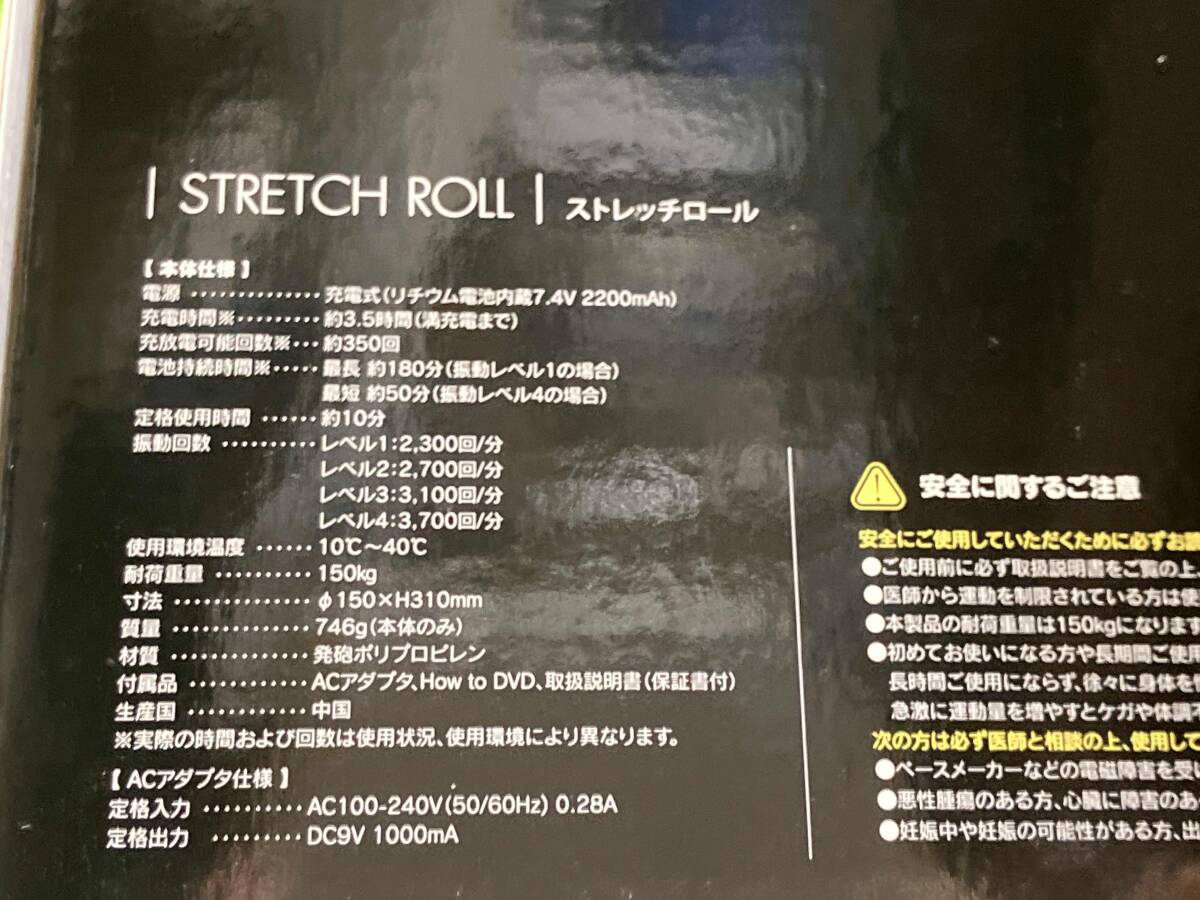 | STRETCH ROLL | ストレッチロール
【本体仕様】
電源 ‥‥‥‥‥‥‥ 充電式(リチウム電池内蔵7.4V 2200mAh)
充電時間※‥‥‥‥‥ 約3.5時間(満充電まで)
充放電可能回数※‥‥ 約350回
電池持続時間※‥‥‥ 最長 約180分(振動レベル1の場合)
最短 約50分(振動レベル4の場合)
定格使用時間 ‥‥‥ 約10分
振動回数 ‥‥‥‥‥ レベル1:2,300回/分
レベル2:2,700回/分
レベル3:3,100回/分
レベル4:3,700回/分
使用環境温度 ‥‥‥ 10℃〜40℃
耐荷重量 ‥‥‥‥‥ 150kg
寸法 ‥‥‥‥‥‥‥ φ150×H310mm
質量 ‥‥‥‥‥‥‥ 746g(本体のみ)
材質 ‥‥‥‥‥‥‥ 発砲ポリプロピレン
付属品 ‥‥‥‥‥‥ ACアダプタ、How to DVD、取扱説明書(保証書付)
生産国 ‥‥‥‥‥‥ 中国
※実際の時間および回数は使用状況、使用環境により異なります。
【ACアダプタ仕様】
定格入力 ‥‥‥‥‥ AC100-240V(50/60Hz) 0.28A
定格出力 ‥‥‥‥‥ DC9V 1000mA
安全に関するご注意
安全にご使用していただくために必ずお読
●ご使用前に必ず取扱説明書をご覧の上、
●医師から運動を制限されている方は使
●本製品の耐荷重量は150kgになります
●初めてお使いになる方や長期間ご使用
長時間ご使用にならず、徐々に身体を
急激に運動量を増やすとケガや体調不
次の方は必ず医師と相談の上、使用して
●ペースメーカーなどの電磁障害を受け
●悪性腫瘍のある方、心臓に障害のあ
●妊娠中や妊娠の可能性がある方、出